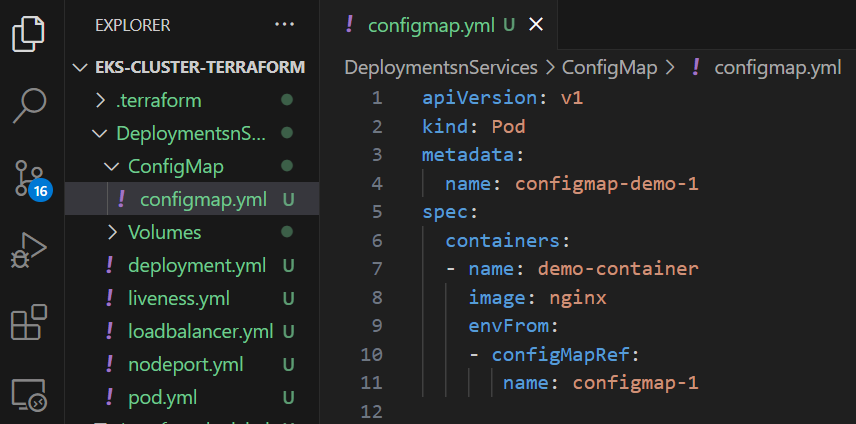 EXPLORER ···
EKS-CLUSTER-TERRAFORM
.terraform
DeploymentsnS...
ConfigMap
! configmap.yml U
Volumes
! deployment.yml U
! liveness.yml U
! loadbalancer.yml U
! nodeport.yml U
! pod.yml U
16
! configmap.yml U ×
DeploymentsnServices > ConfigMap > ! configmap.yml
1 apiVersion: v1
2 kind: Pod
3 metadata:
4   name: configmap-demo-1
5 spec:
6   containers:
7   - name: demo-container
8     image: nginx
9     envFrom:
10     - configMapRef:
11        name: configmap-1
12